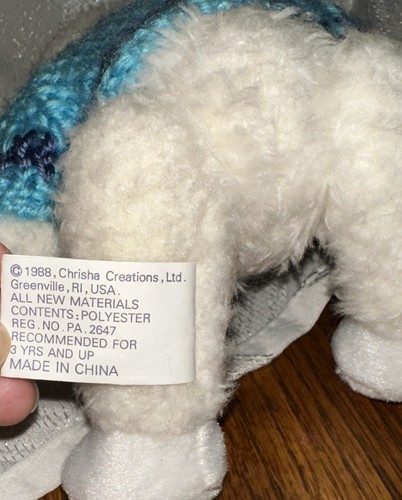 ©1988, Chrisha Creations, Ltd.
Greenville, RI, USA.
ALL NEW MATERIALS
CONTENTS: POLYESTER
REG. NO. PA. 2647
RECOMMENDED FOR
3 YRS AND UP
MADE IN CHINA